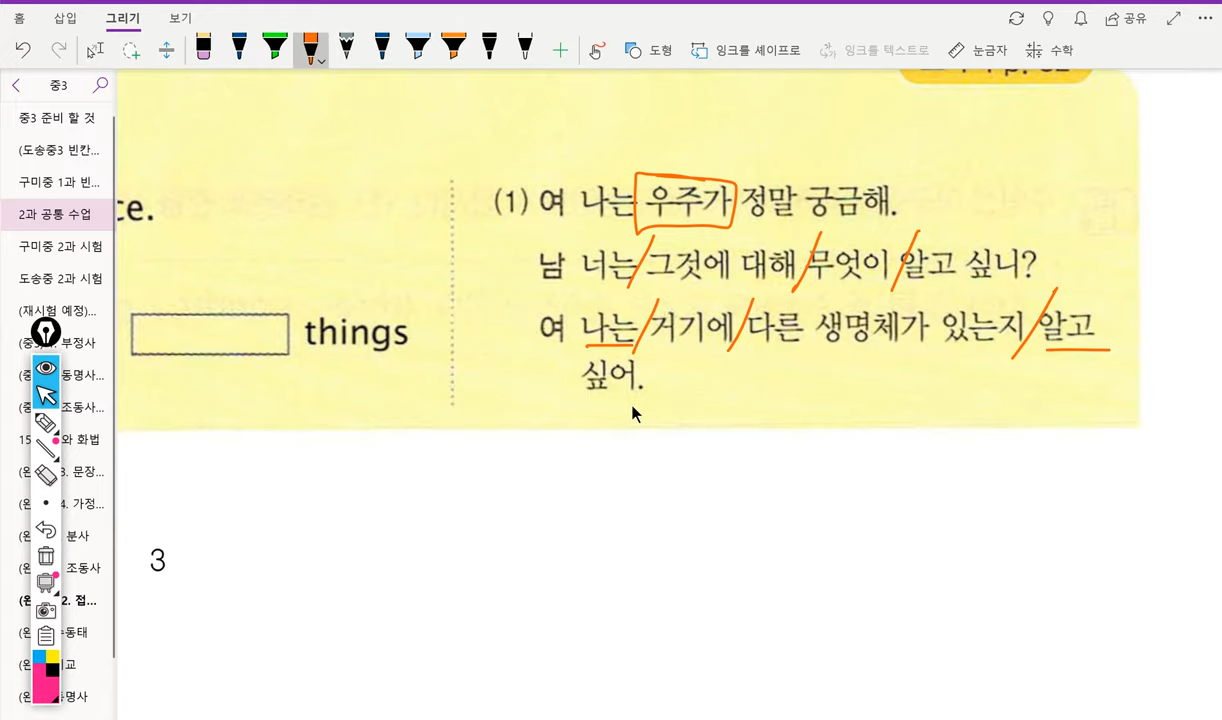 홈 삽입 그리기 보기
공유
도형 잉크를 셰이프로 잉크를 텍스트로 눈금자 수학
중3
중3 준비 할 것
(도송중3 빈칸...
구미중 1과 빈...
2과 공통 수업
구미중 2과 시험
도송중 2과 시험
(재시험 예정)...
부정사
동명사...
조동사...
15 와 화법
3. 문장...
4. 가정...
분사
조동사
2. 접...
수동태
동명사
ce.
things
(1) 여 나는 우주가 정말 궁금해.
남 너는 그것에 대해 무엇이 알고 싶니?
여 나는 거기에 다른 생명체가 있는지 알고
싶어.
3